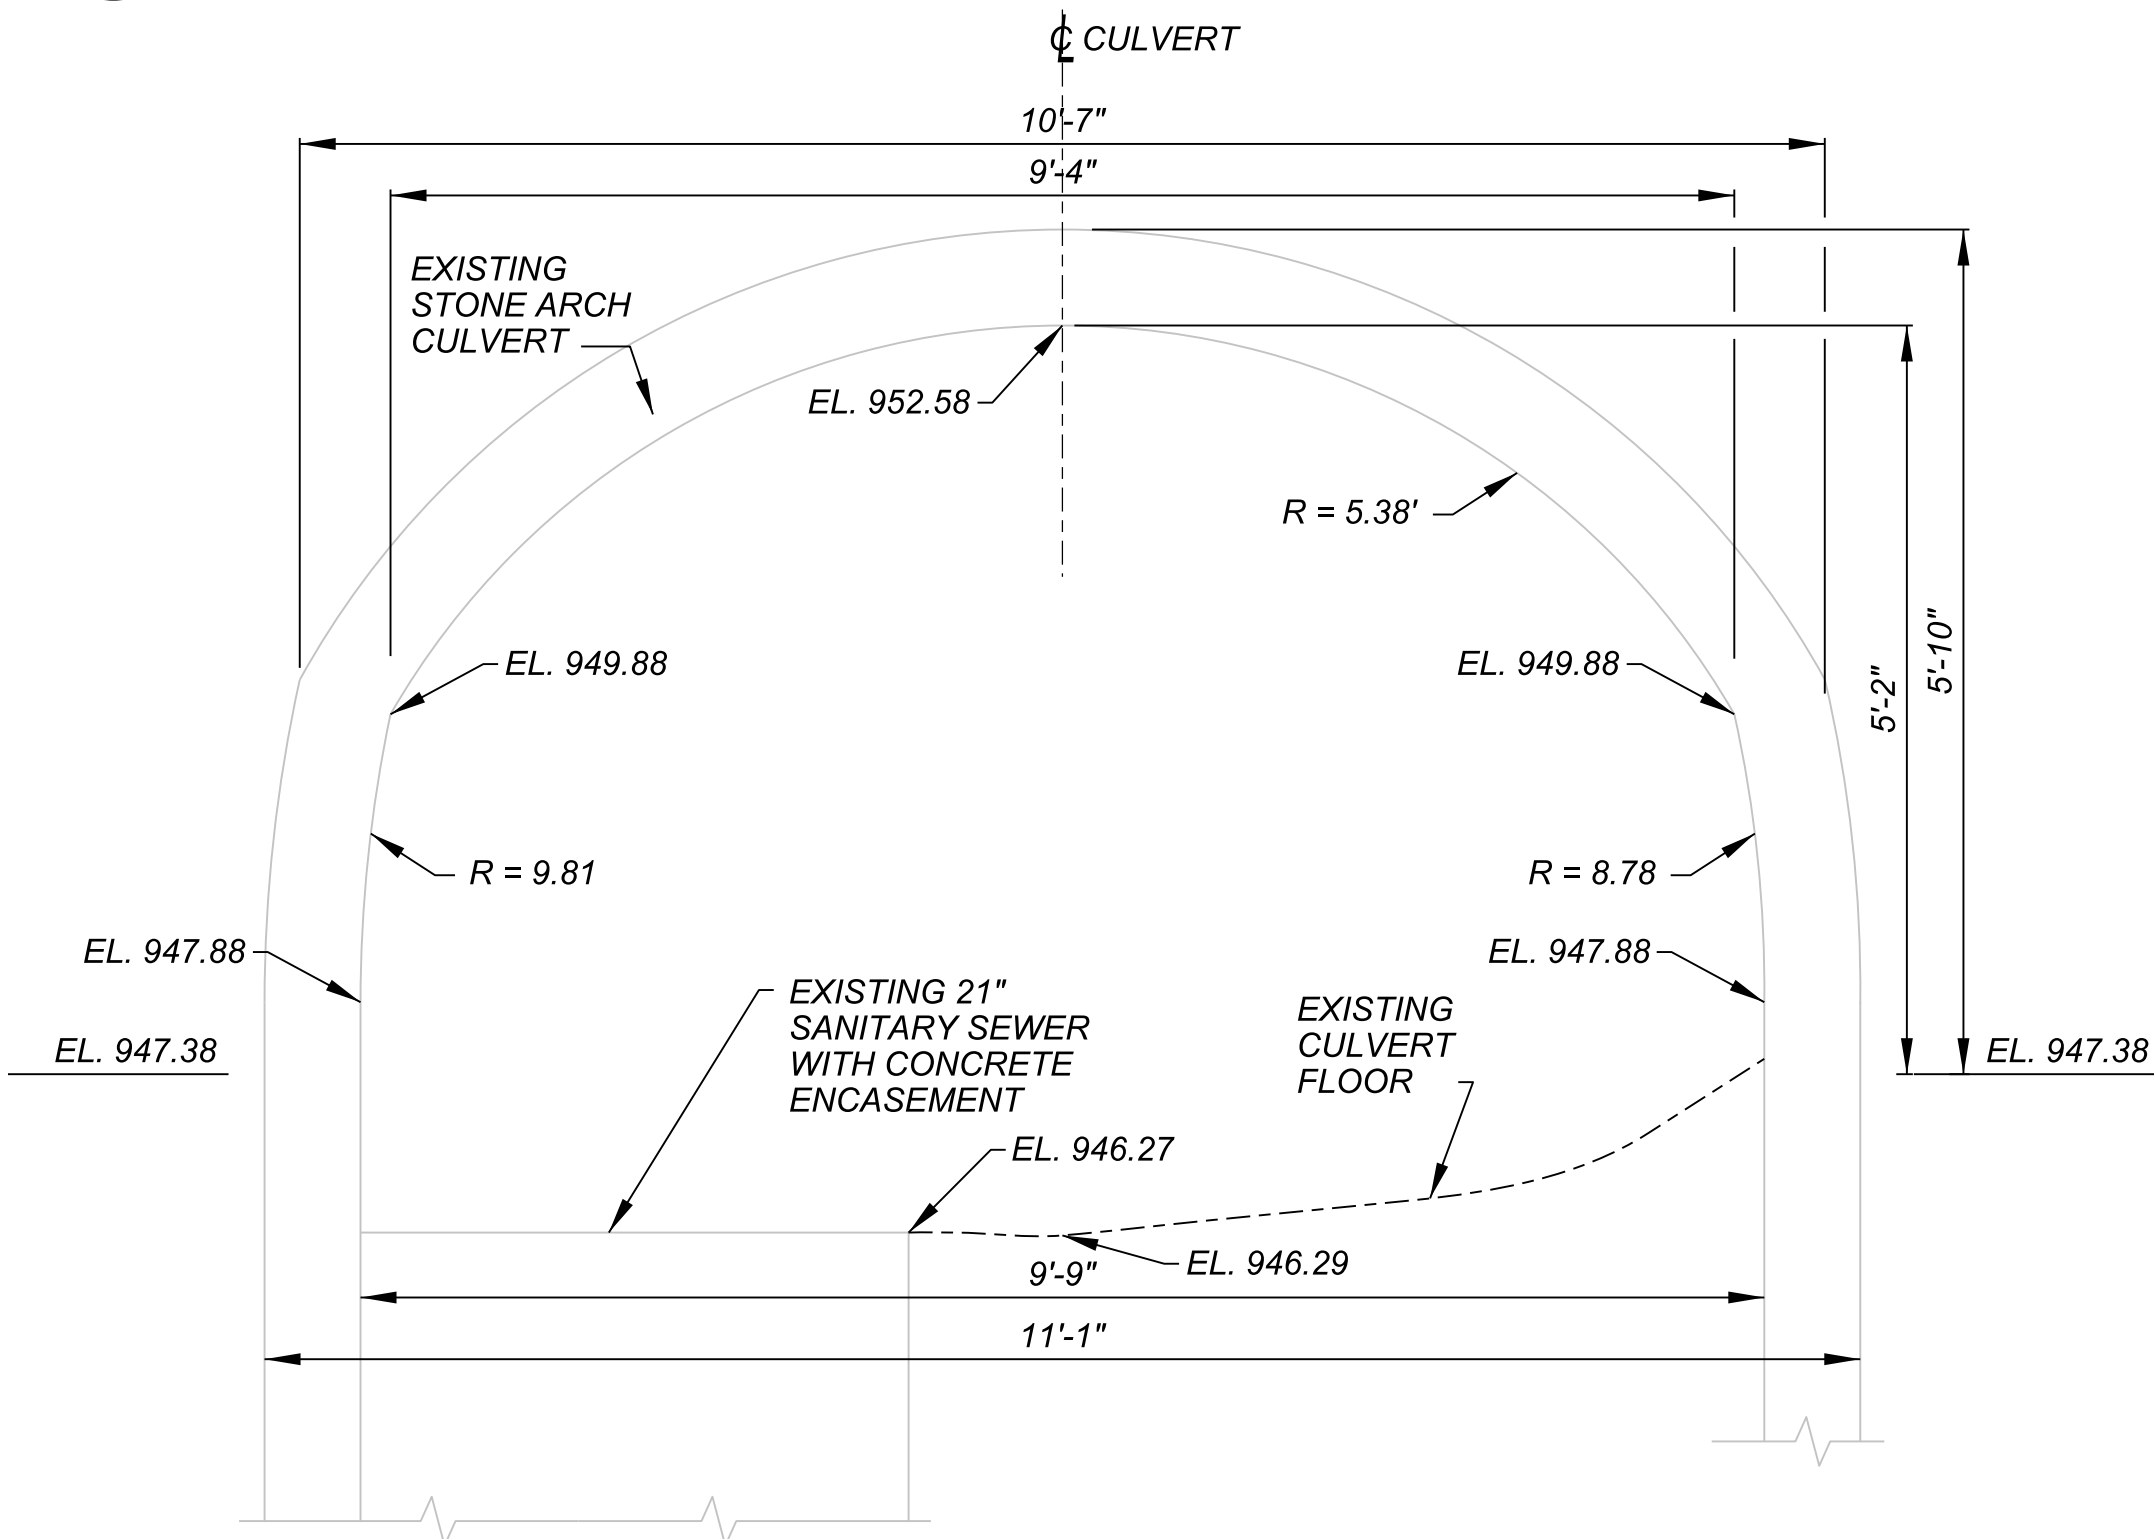 ℄ CULVERT
10'-7"
9'-4"
EXISTING
STONE ARCH
CULVERT
EL. 952.58
R = 5.38'
EL. 949.88
EL. 949.88
5'-2"
5'-10"
R = 9.81
R = 8.78
EL. 947.88
EL. 947.88
EXISTING 21"
SANITARY SEWER
WITH CONCRETE
ENCASEMENT
EXISTING
CULVERT
FLOOR
EL. 947.38
EL. 947.38
EL. 946.27
EL. 946.29
9'-9"
11'-1"